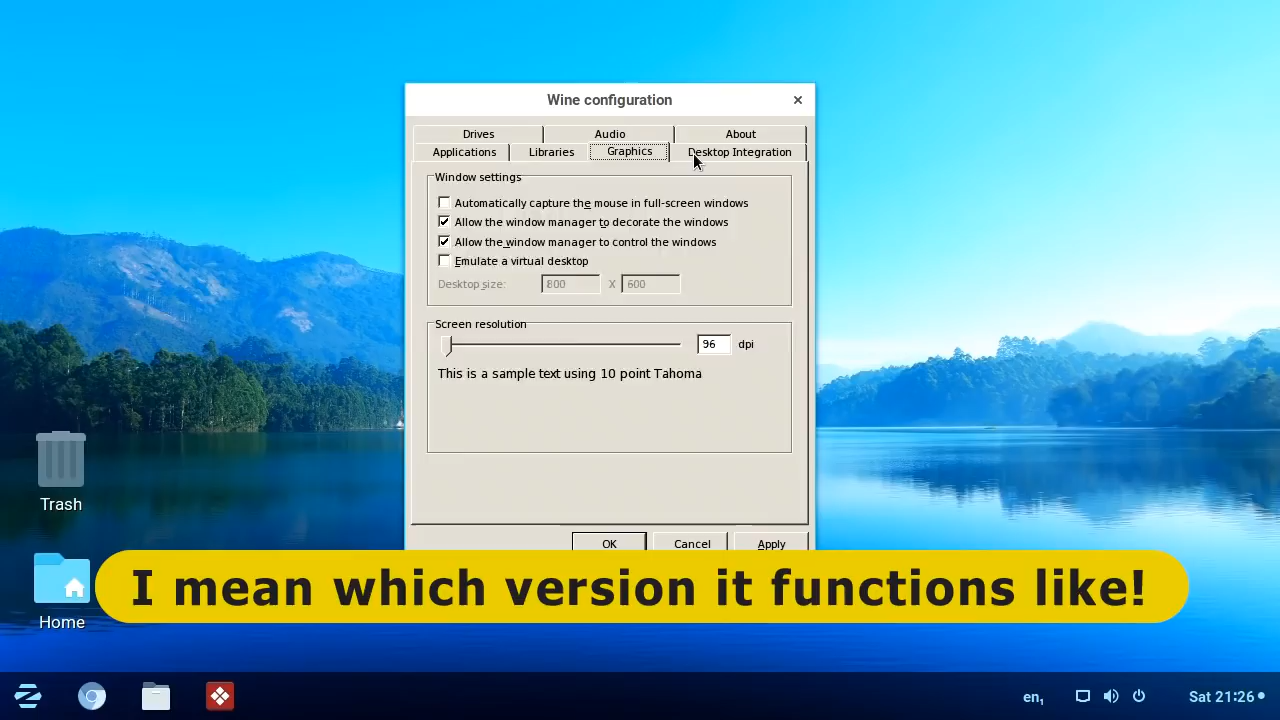 Wine configuration
Drives
Audio
About
Applications
Libraries
Graphics
Desktop Integration
Window settings
Automatically capture the mouse in full-screen windows
Allow the window manager to decorate the windows
Allow the window manager to control the windows
Emulate a virtual desktop
Desktop size:
800
X
600
Screen resolution
96
dpi
This is a sample text using 10 point Tahoma
OK
Cancel
Apply
Trash
Home
I mean which version it functions like!
en₁
Sat 21:26